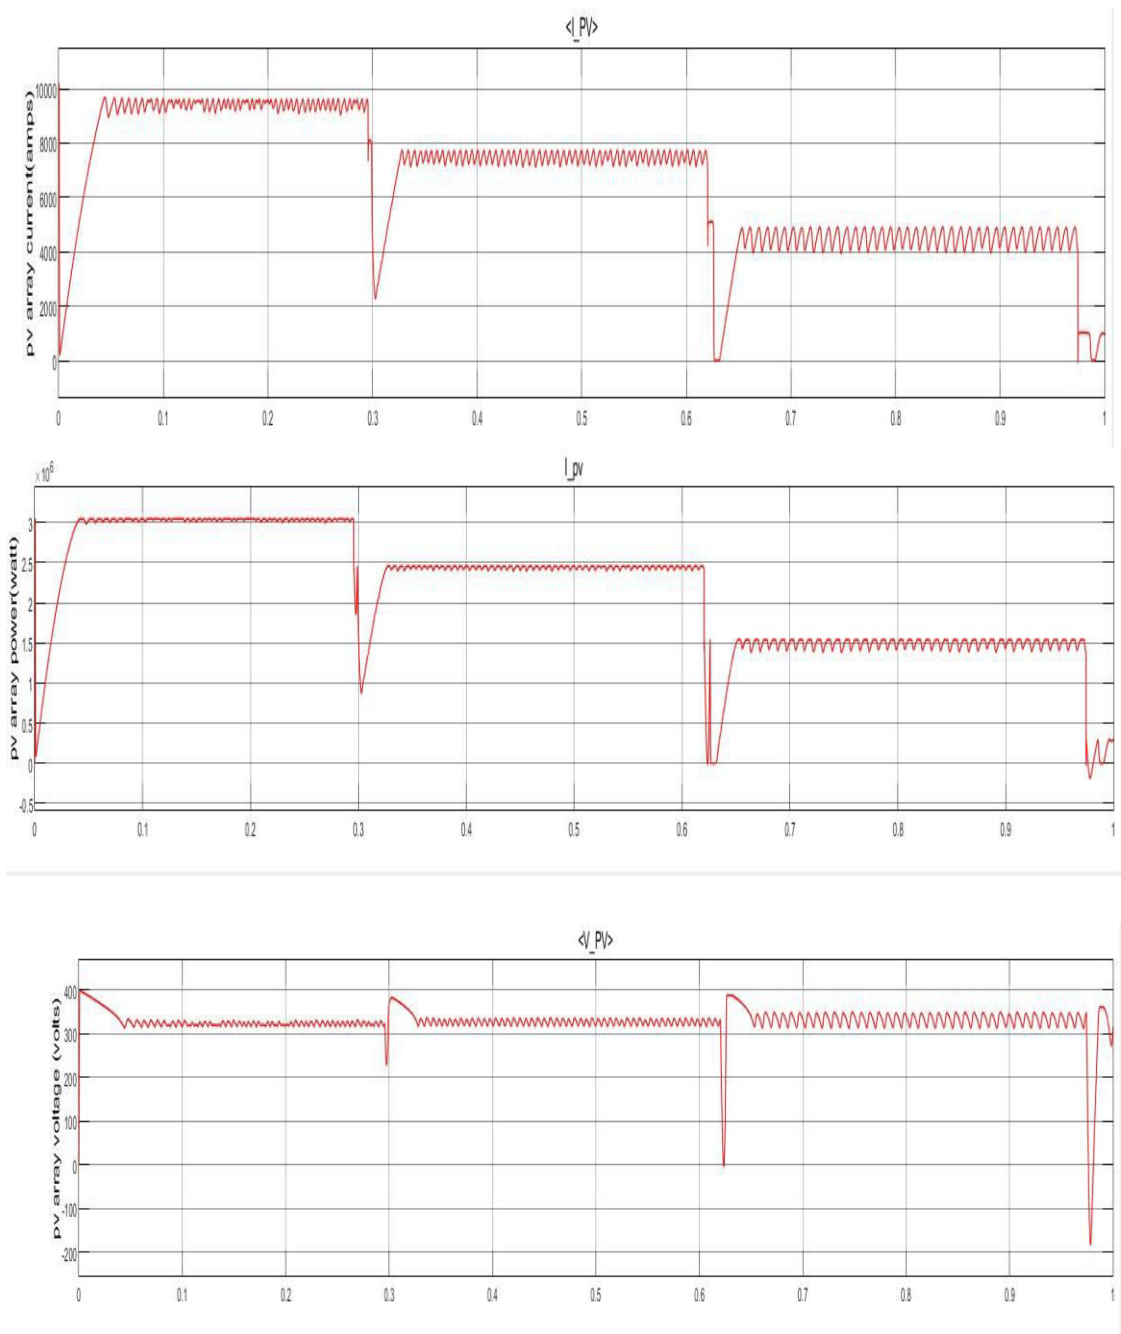 <I_PV>
pv array current(amps)
10000
8000
6000
4000
2000
0
0 0.1 0.2 0.3 0.4 0.5 0.6 0.7 0.8 0.9 1
×10⁶
I_pv
pv array power(watt)
3
2.5
2
1.5
1
0.5
0
-0.5
0 0.1 0.2 0.3 0.4 0.5 0.6 0.7 0.8 0.9 1
<V_PV>
pv array voltage (volts)
400
300
200
100
0
-100
-200
0 0.1 0.2 0.3 0.4 0.5 0.6 0.7 0.8 0.9 1